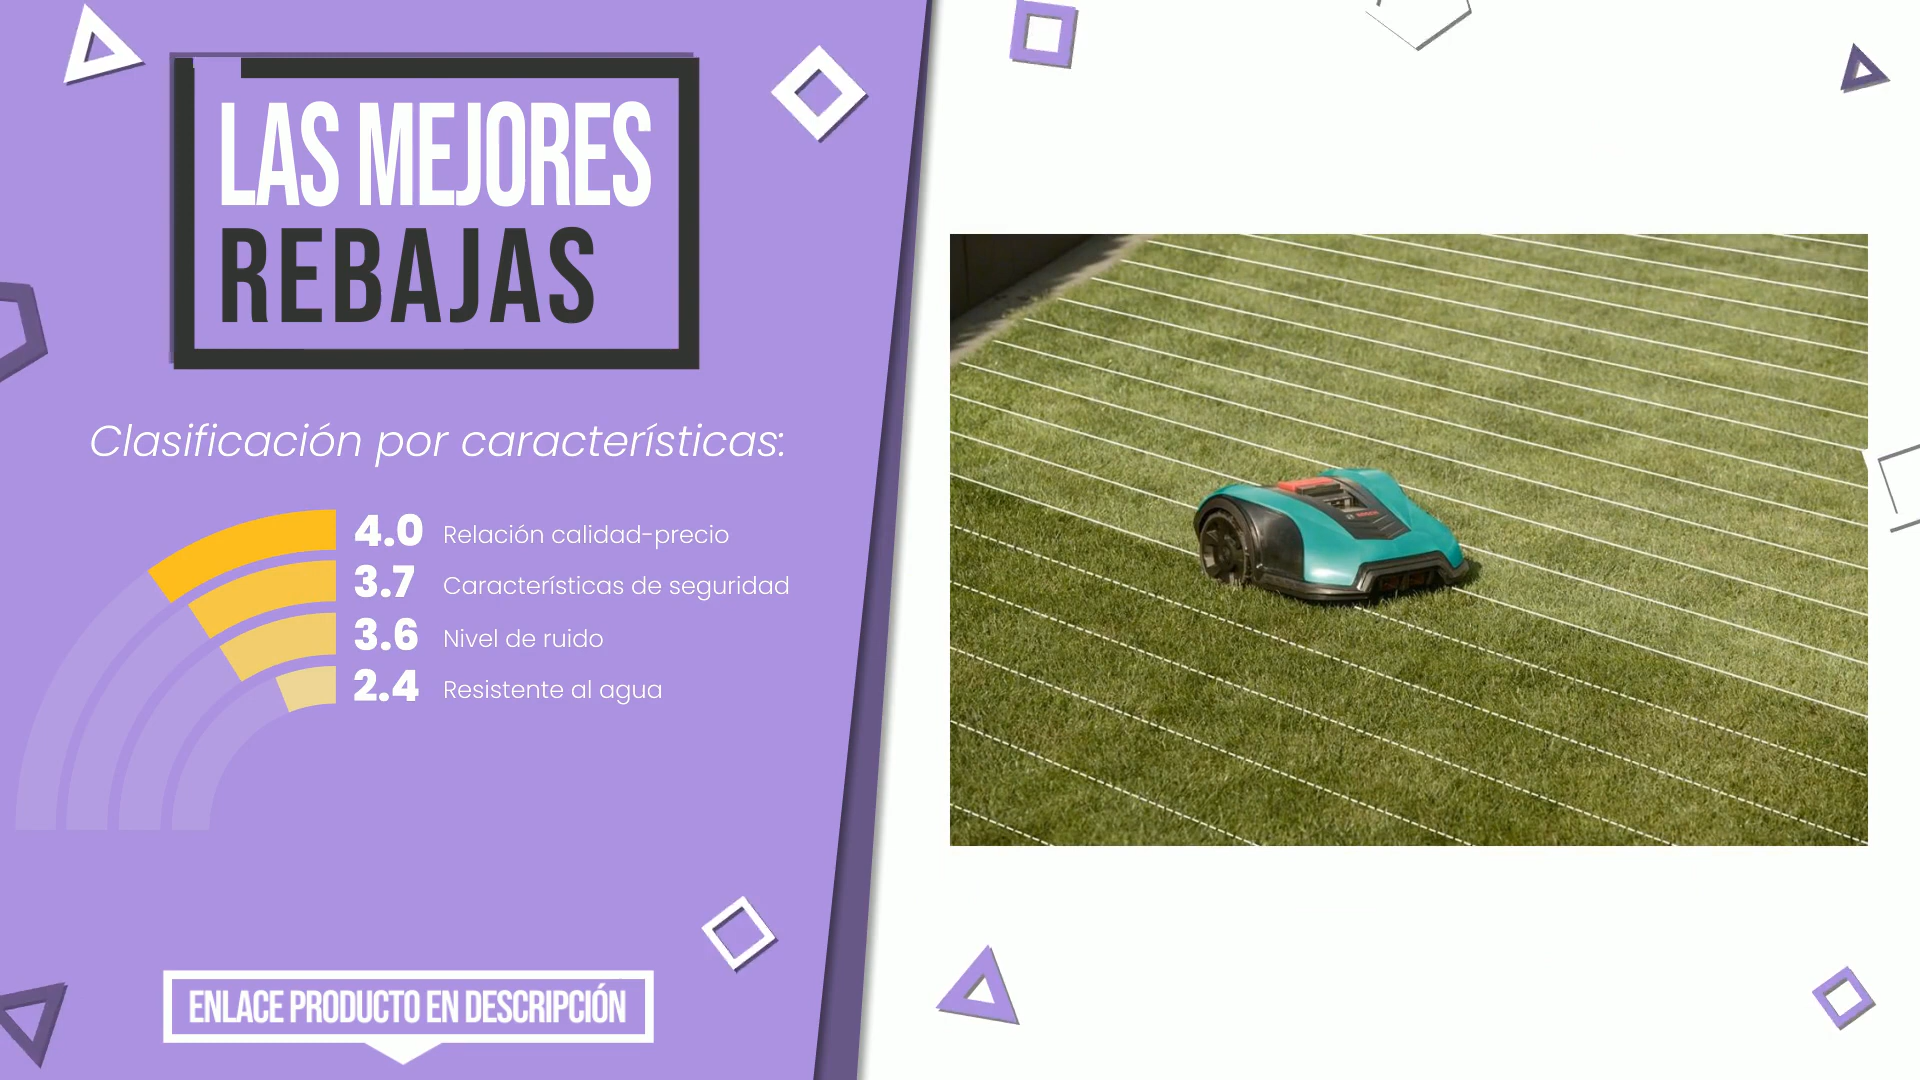 LAS MEJORES
REBAJAS
Clasificación por características:
4.0 Relación calidad-precio
3.7 Características de seguridad
3.6 Nivel de ruido
2.4 Resistente al agua
ENLACE PRODUCTO EN DESCRIPCIÓN